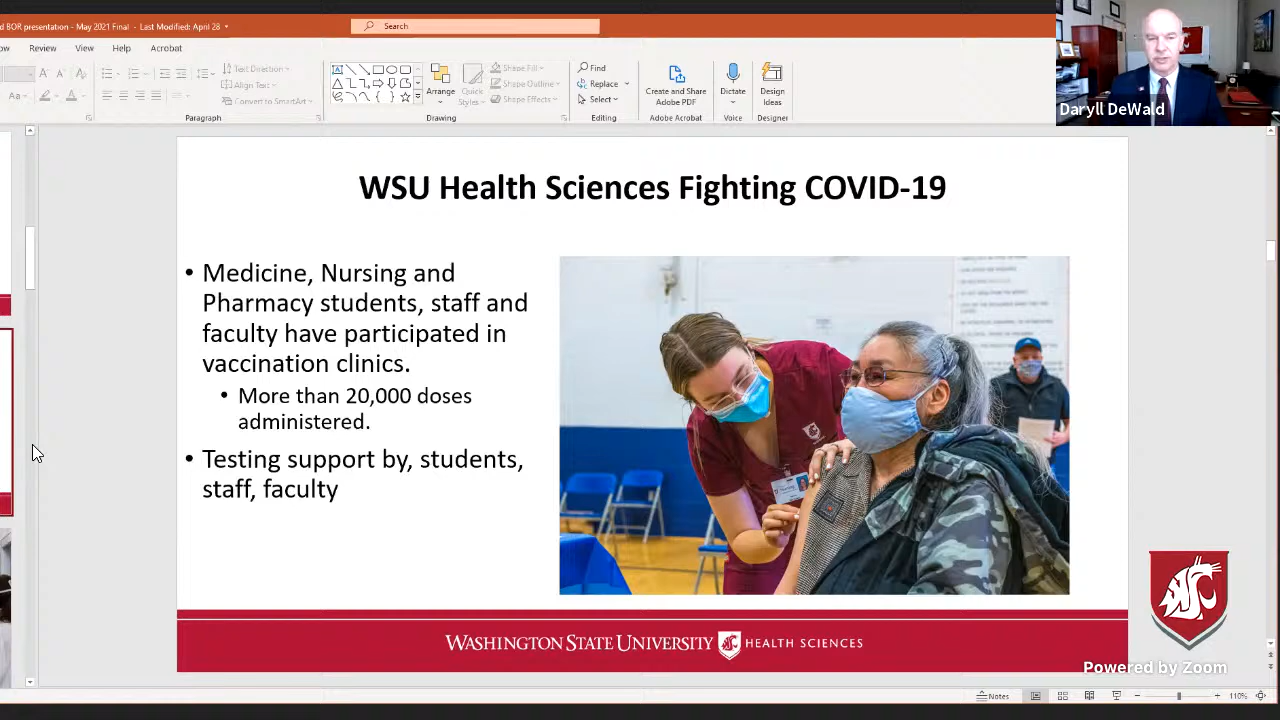 d BOR presentation - May 2021 Final - Last Modified: April 28
Search
Daryll DeWald
ow Review View Help Acrobat
Text Direction
Align Text
Convert to SmartArt
Paragraph
Arrange
Quick
Styles
Shape Fill
Shape Outline
Shape Effects
Drawing
Find
Replace
Select
Editing
Create and Share
Adobe PDF
Adobe Acrobat
Dictate
Voice
Design
Ideas
Designer
Aa
WSU Health Sciences Fighting COVID-19
• Medicine, Nursing and
Pharmacy students, staff and
faculty have participated in
vaccination clinics.
• More than 20,000 doses
administered.
• Testing support by, students,
staff, faculty
WASHINGTON STATE UNIVERSITY HEALTH SCIENCES
Powered by Zoom
Notes
110%